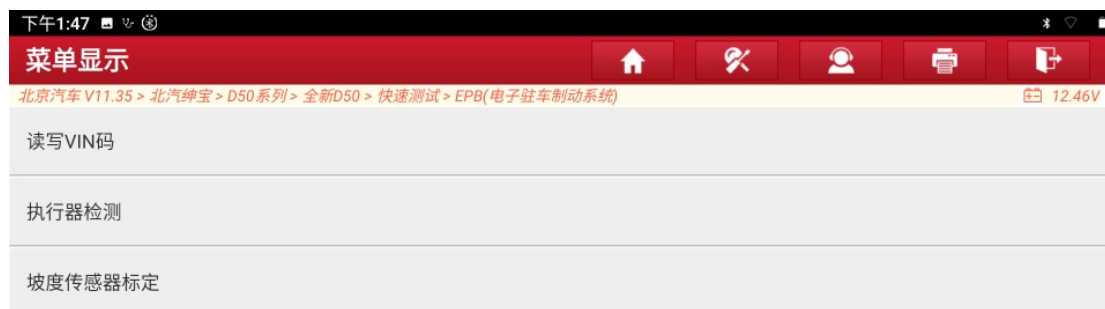 下午1:47
菜单显示
北京汽车 V11.35 > 北汽绅宝 > D50系列 > 全新D50 > 快速测试 > EPB(电子驻车制动系统) 12.46V
读写VIN码
执行器检测
坡度传感器标定